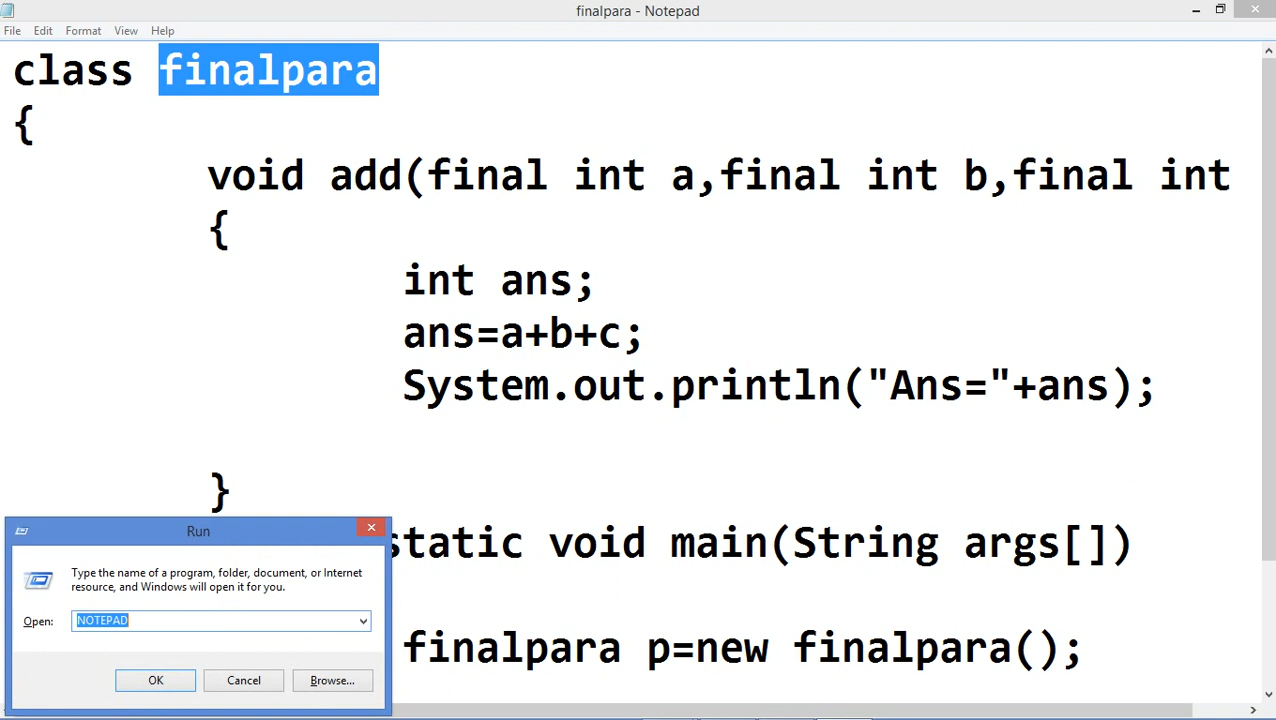 finalpara - Notepad
File Edit Format View Help
class finalpara
{
void add(final int a,final int b,final int
{
int ans;
ans=a+b+c;
System.out.println("Ans="+ans);
}
static void main(String args[])
finalpara p=new finalpara();
Run
Type the name of a program, folder, document, or Internet
resource, and Windows will open it for you.
Open: NOTEPAD
OK Cancel Browse...